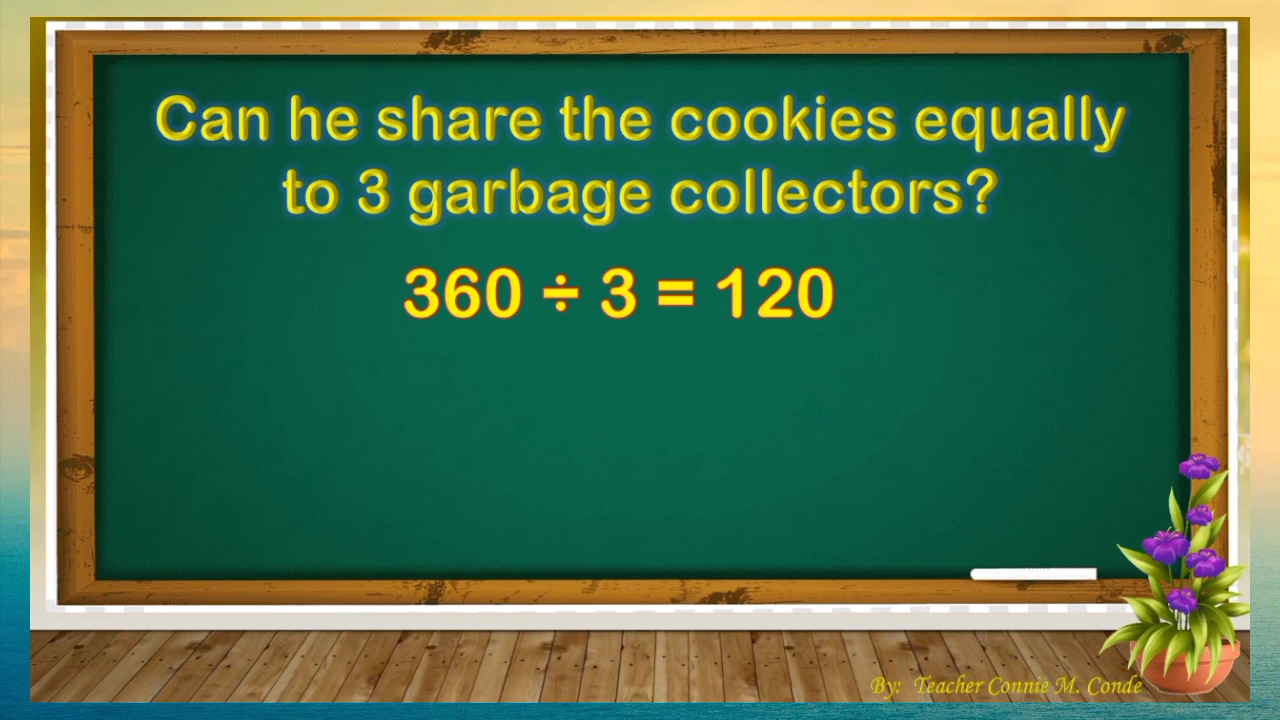 Can he share the cookies equally
to 3 garbage collectors?
360 ÷ 3 = 120
By: Teacher Connie M. Conde